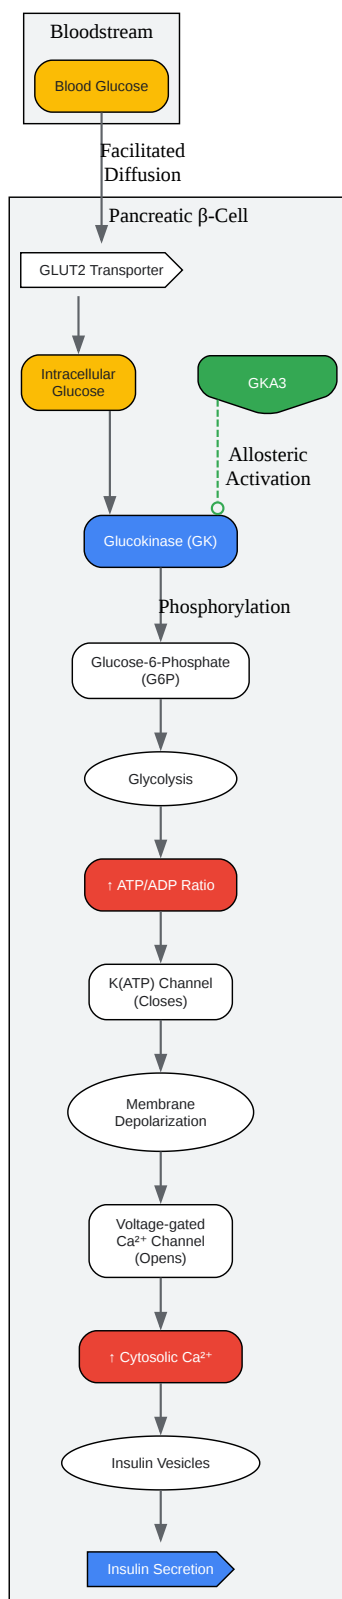 Bloodstream
Blood Glucose
Facilitated
Diffusion
Pancreatic β-Cell
GLUT2 Transporter
Intracellular
Glucose
GKA3
Allosteric
Activation
Glucokinase (GK)
Phosphorylation
Glucose-6-Phosphate
(G6P)
Glycolysis
↑ ATP/ADP Ratio
K(ATP) Channel
(Closes)
Membrane
Depolarization
Voltage-gated
Ca²⁺ Channel
(Opens)
↑ Cytosolic Ca²⁺
Insulin Vesicles
Insulin Secretion